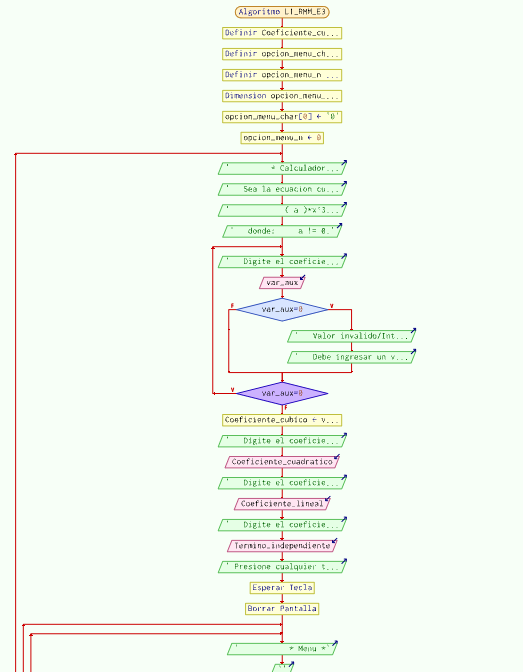 Algoritmo L1_RMM_E3
Definir Coeficiente_cu...
Definir opcion_menu_ch...
Definir opcion_menu_n ...
Dimension opcion_menu_...
opcion_menu_char[0] ← '0'
opcion_menu_n ← 0
' * Calculador...
' Sea la ecuacion cu...
' ( a )*x^3...
' donde: a != 0.'
' Digite el coeficie...
var_aux
F var_aux=0 V
' Valor invalido/Int...
' Debe ingresar un v...
V var_aux=0
F
Coeficiente_cubico ← v...
' Digite el coeficie...
Coeficiente_cuadratico
' Digite el coeficie...
Coeficiente_lineal
' Digite el coeficie...
Termino_independiente
' Presione cualquier t...
Esperar Tecla
Borrar Pantalla
' * Menu *'